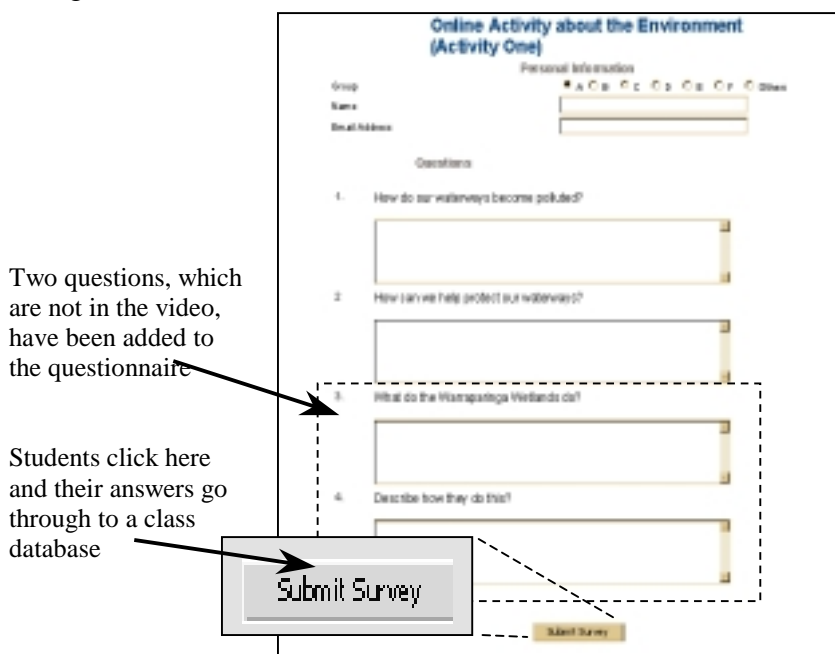 Online Activity about the Environment
(Activity One)
Personal Information
Group
A B C D E F Others
Name
Email Address
Questions
1. How do our waterways become polluted?
2 How can we help protect our waterways?
Two questions, which
are not in the video,
have been added to
the questionnaire
3. What do the Warraparinga Wetlands do?
Students click here
and their answers go
through to a class
database
4. Describe how they do this?
Submit Survey
Submit Survey